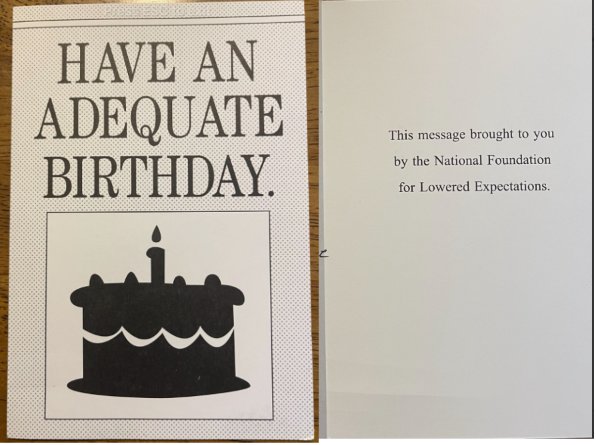 HAVE AN
ADEQUATE
BIRTHDAY.
This message brought to you
by the National Foundation
for Lowered Expectations.